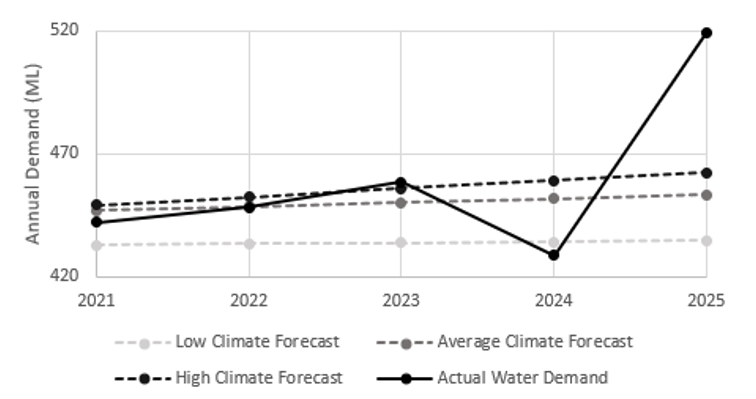 520
470
420
Annual Demand (ML)
2021 2022 2023 2024 2025
Low Climate Forecast Average Climate Forecast
High Climate Forecast Actual Water Demand